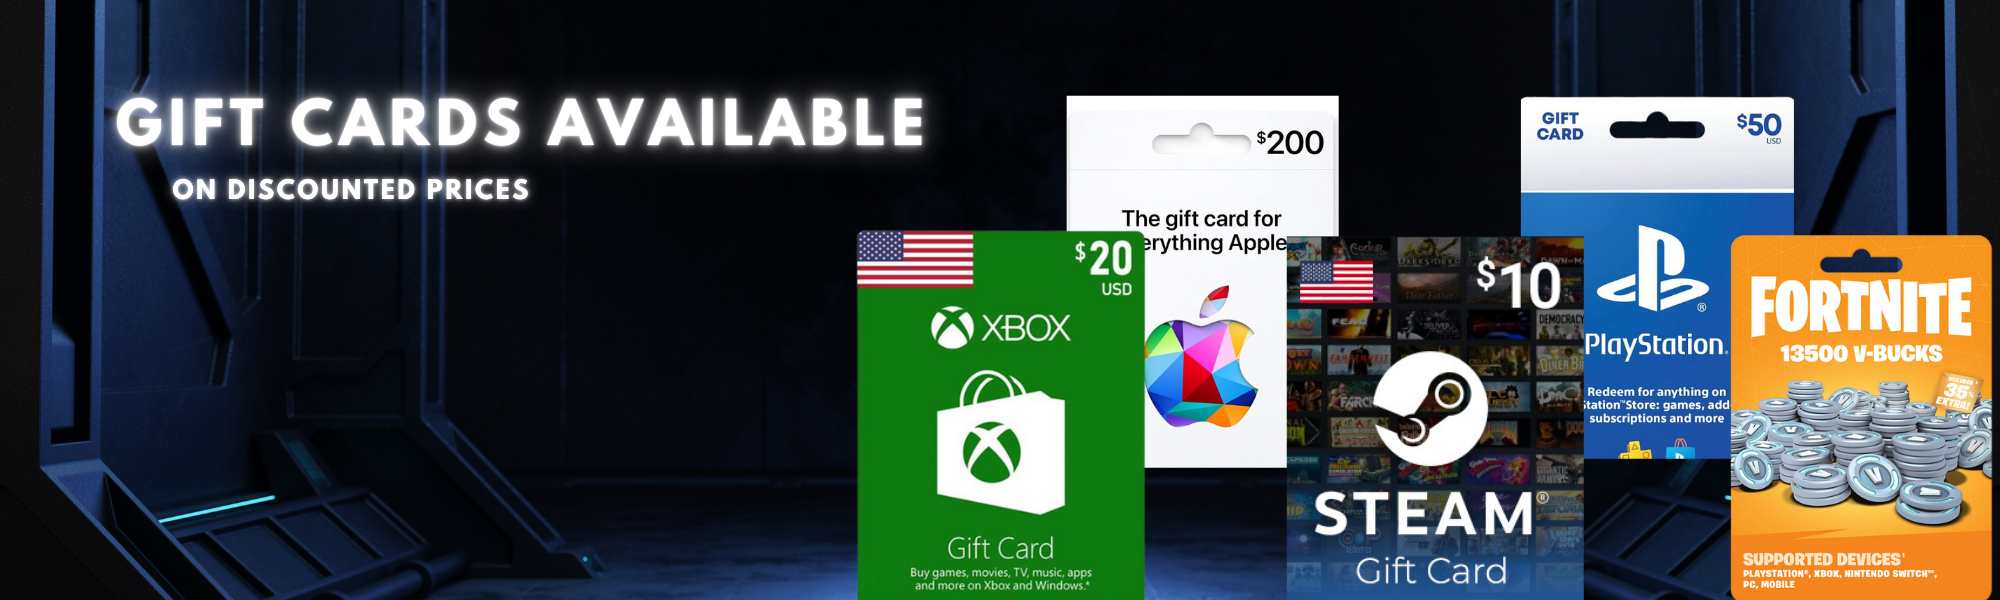 GIFT CARDS AVAILABLE
ON DISCOUNTED PRICES
$20
USD
XBOX
Gift Card
Buy games, movies, TV, music, apps
and more on Xbox and Windows.*
$200
The gift card for
erything Apple
$10
STEAM®
Gift Card
GIFT
CARD
$50
USD
PlayStation.
Redeem for anything on
Station™Store: games, add
subscriptions and more
FORTNITE
13500 V-BUCKS
35%
EXTRA!
SUPPORTED DEVICES¹
PLAYSTATION®, XBOX, NINTENDO SWITCH™,
PC, MOBILE